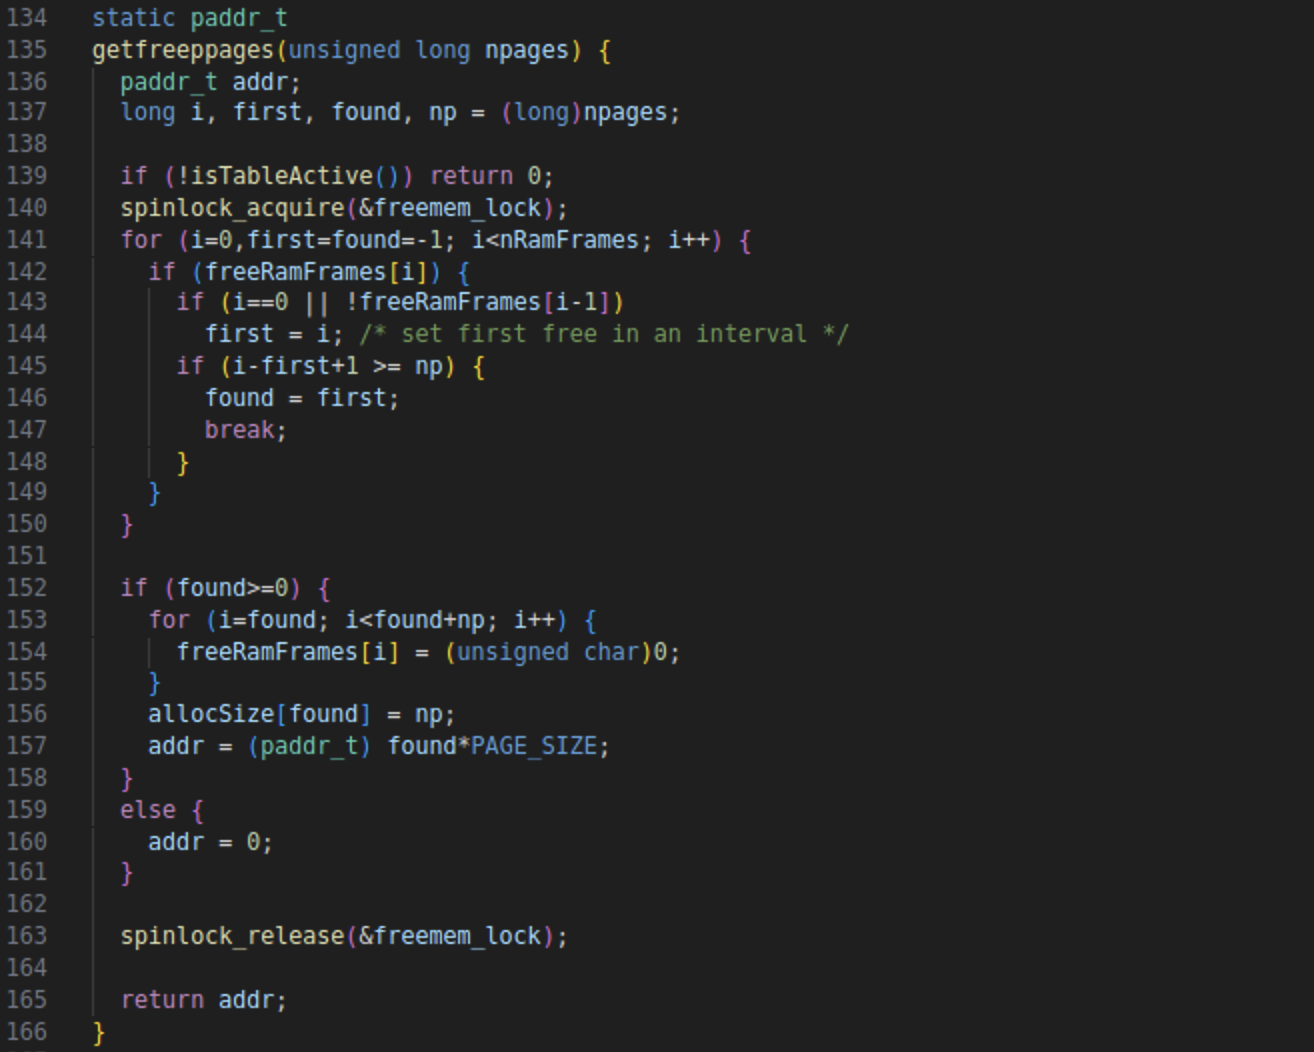 134 static paddr_t
135 getfreeppages(unsigned long npages) {
136   paddr_t addr;
137   long i, first, found, np = (long)npages;
138
139   if (!isTableActive()) return 0;
140   spinlock_acquire(&freemem_lock);
141   for (i=0,first=found=-1; i<nRamFrames; i++) {
142     if (freeRamFrames[i]) {
143       if (i==0 || !freeRamFrames[i-1])
144         first = i; /* set first free in an interval */
145       if (i-first+1 >= np) {
146         found = first;
147         break;
148       }
149     }
150   }
151
152   if (found>=0) {
153     for (i=found; i<found+np; i++) {
154       freeRamFrames[i] = (unsigned char)0;
155     }
156     allocSize[found] = np;
157     addr = (paddr_t) found*PAGE_SIZE;
158   }
159   else {
160     addr = 0;
161   }
162
163   spinlock_release(&freemem_lock);
164
165   return addr;
166 }